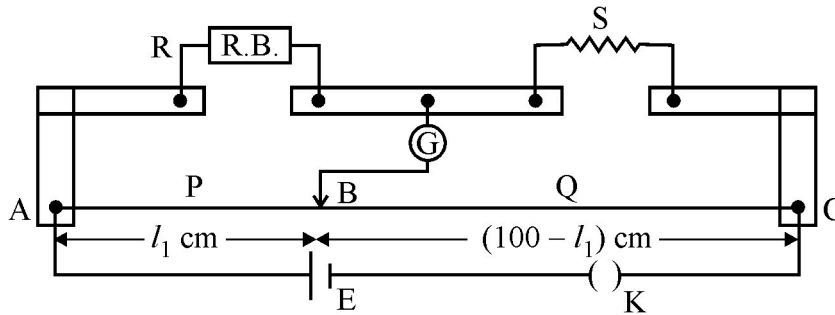 S
R R.B.
G
P B Q
A C
l₁ cm (100 – l₁) cm
E K